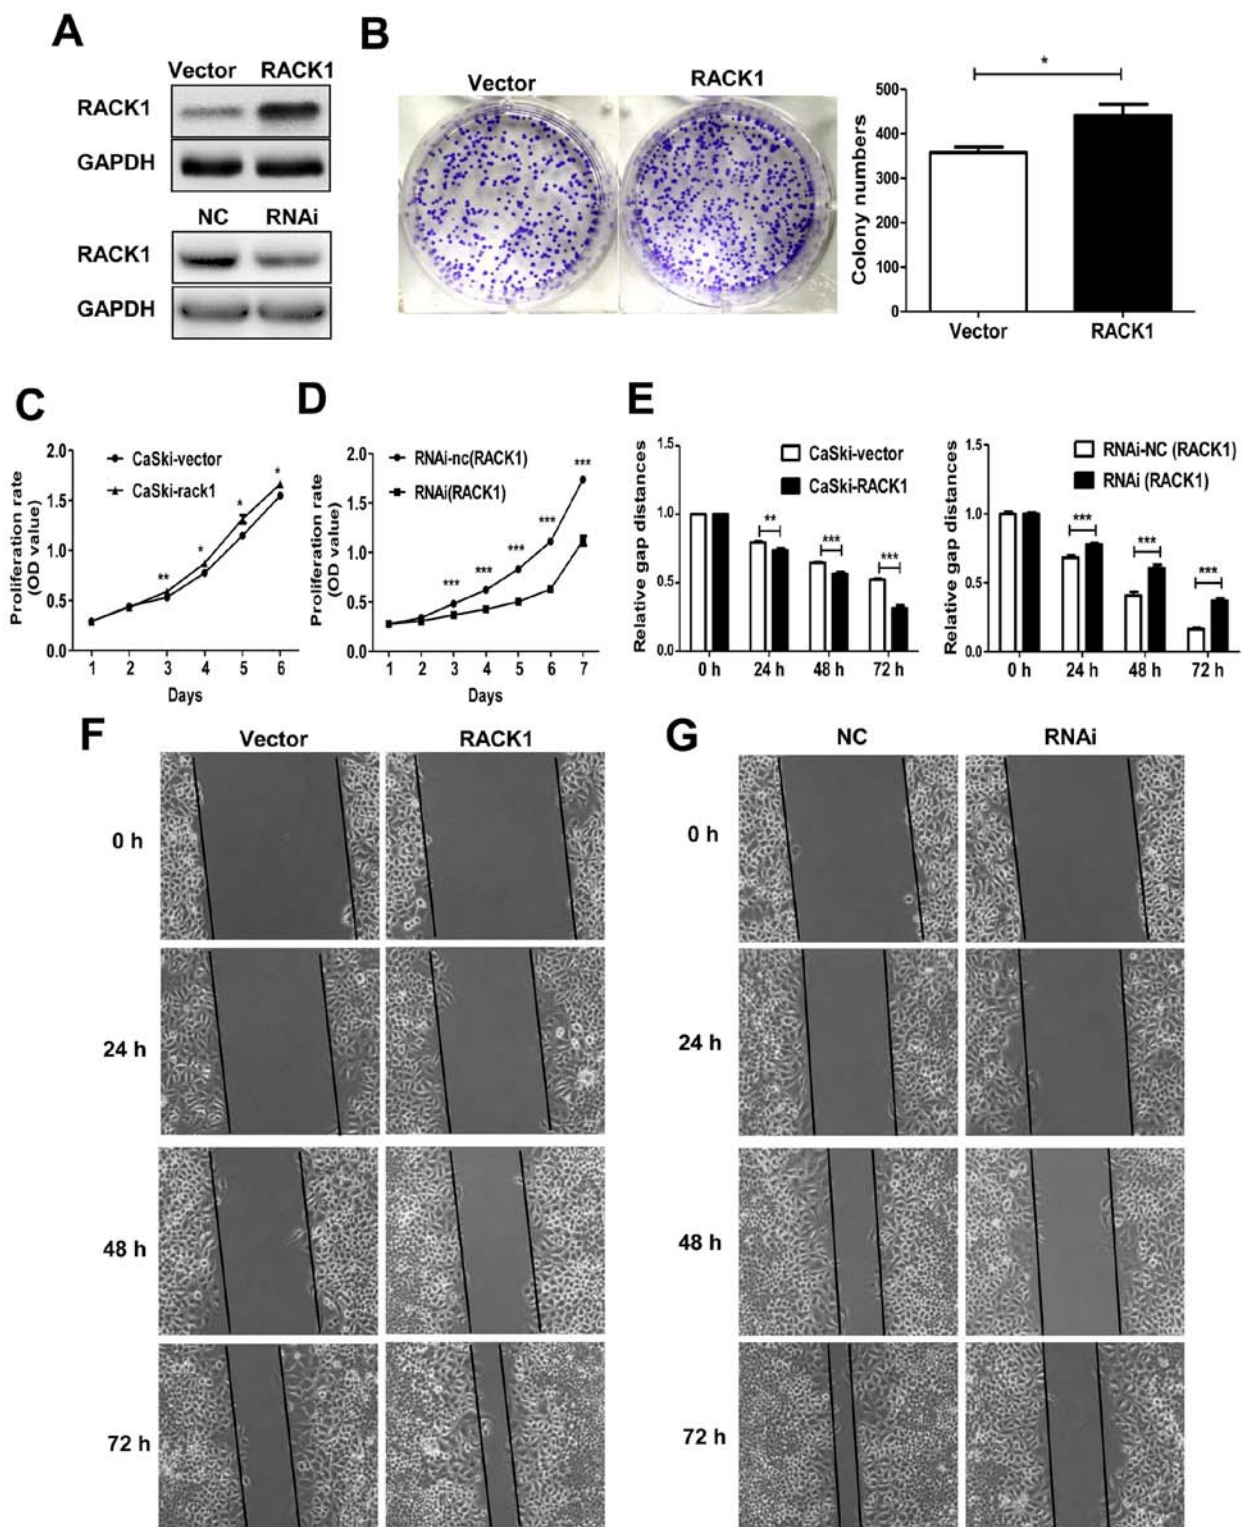 A
Vector RACK1
RACK1
GAPDH
NC RNAi
RACK1
GAPDH
B
Vector RACK1
*
Colony numbers
500
400
300
200
100
0
Vector RACK1
C
Proliferation rate
(OD value)
2.0
1.5
1.0
0.5
0.0
CaSki-vector
CaSki-rack1
** * * *
1 2 3 4 5 6
Days
D
Proliferation rate
(OD value)
2.0
1.5
1.0
0.5
0.0
RNAi-nc(RACK1)
RNAi(RACK1)
*** *** *** *** ***
1 2 3 4 5 6 7
Days
E
Relative gap distances
1.5
1.0
0.5
0.0
CaSki-vector
CaSki-RACK1
** *** ***
0 h 24 h 48 h 72 h
Relative gap distances
1.5
1.0
0.5
0.0
RNAi-NC (RACK1)
RNAi (RACK1)
*** *** ***
0 h 24 h 48 h 72 h
F
Vector RACK1
0 h
24 h
48 h
72 h
G
NC RNAi
0 h
24 h
48 h
72 h